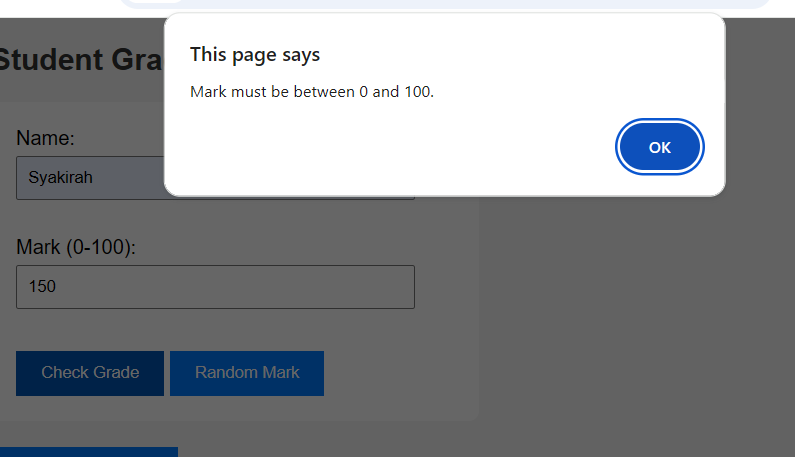 This page says
Mark must be between 0 and 100.
OK
Student Gra
Name:
Syakirah
Mark (0-100):
150
Check Grade Random Mark